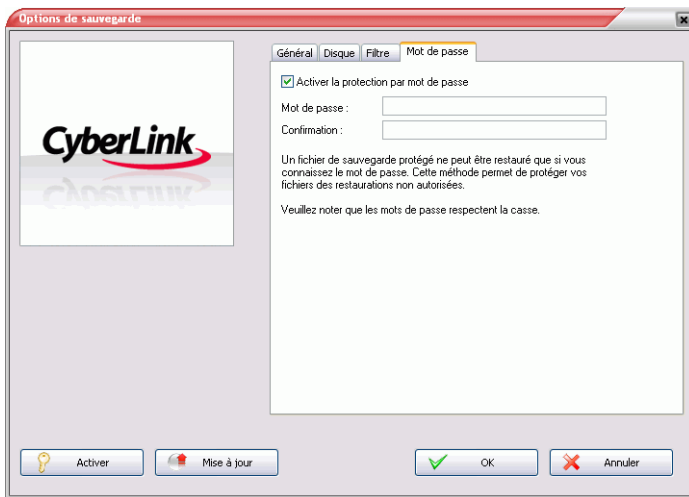 Options de sauvegarde
Général Disque Filtre Mot de passe
CyberLink
Activer la protection par mot de passe
Mot de passe :
Confirmation :
Un fichier de sauvegarde protégé ne peut être restauré que si vous
connaissez le mot de passe. Cette méthode permet de protéger vos
fichiers des restaurations non autorisées.
Veuillez noter que les mots de passe respectent la casse.
Activer Mise à jour OK Annuler